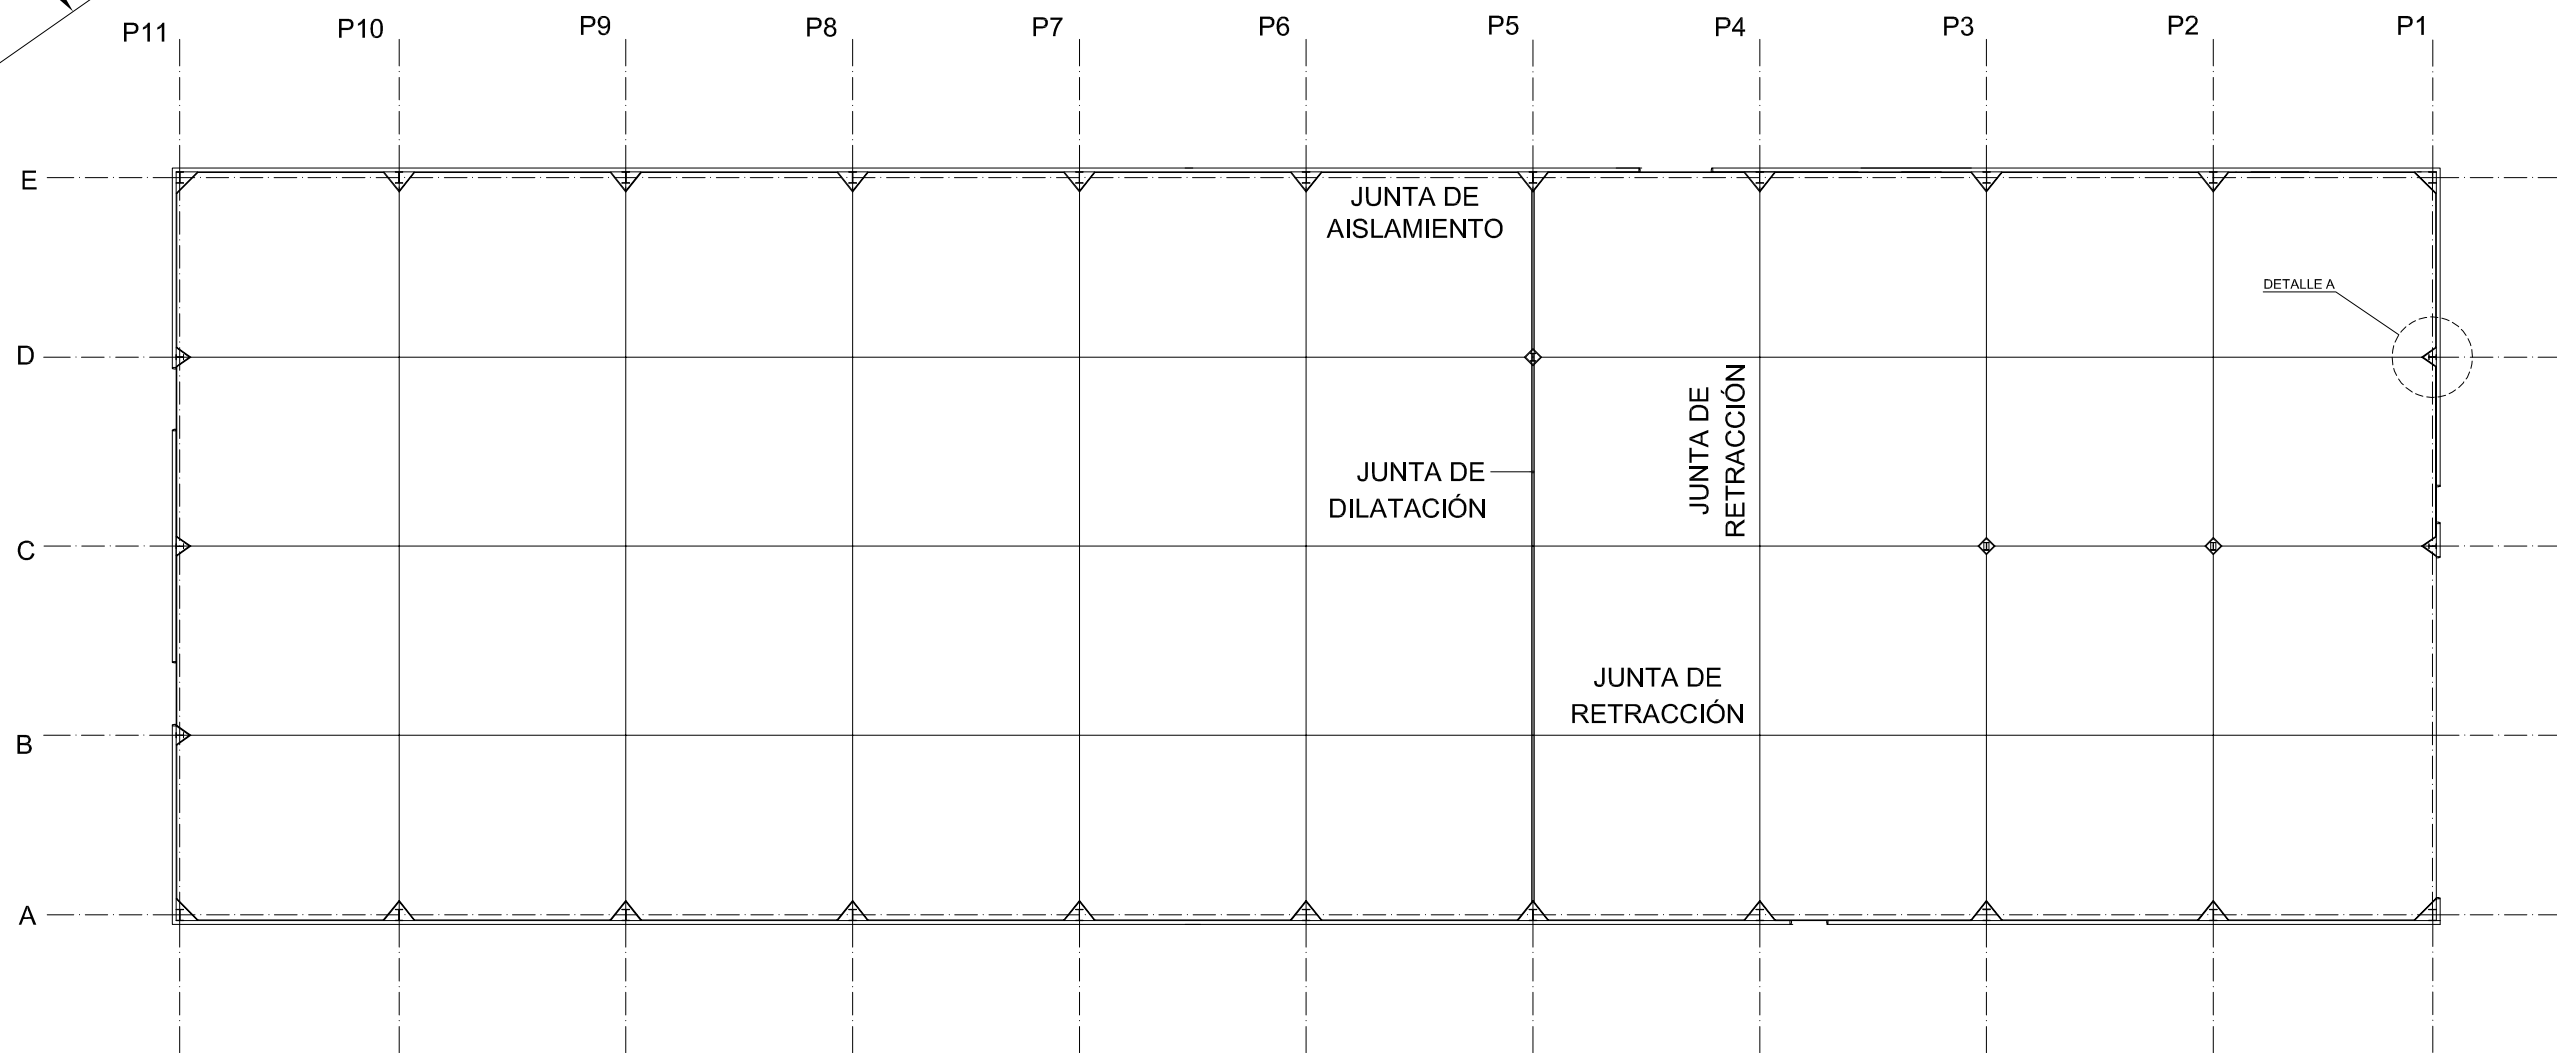 P11
P10
P9
P8
P7
P6
P5
P4
P3
P2
P1
E
JUNTA DE
AISLAMIENTO
DETALLE A
D
JUNTA DE
RETRACCIÓN
JUNTA DE
DILATACIÓN
C
JUNTA DE
RETRACCIÓN
B
A